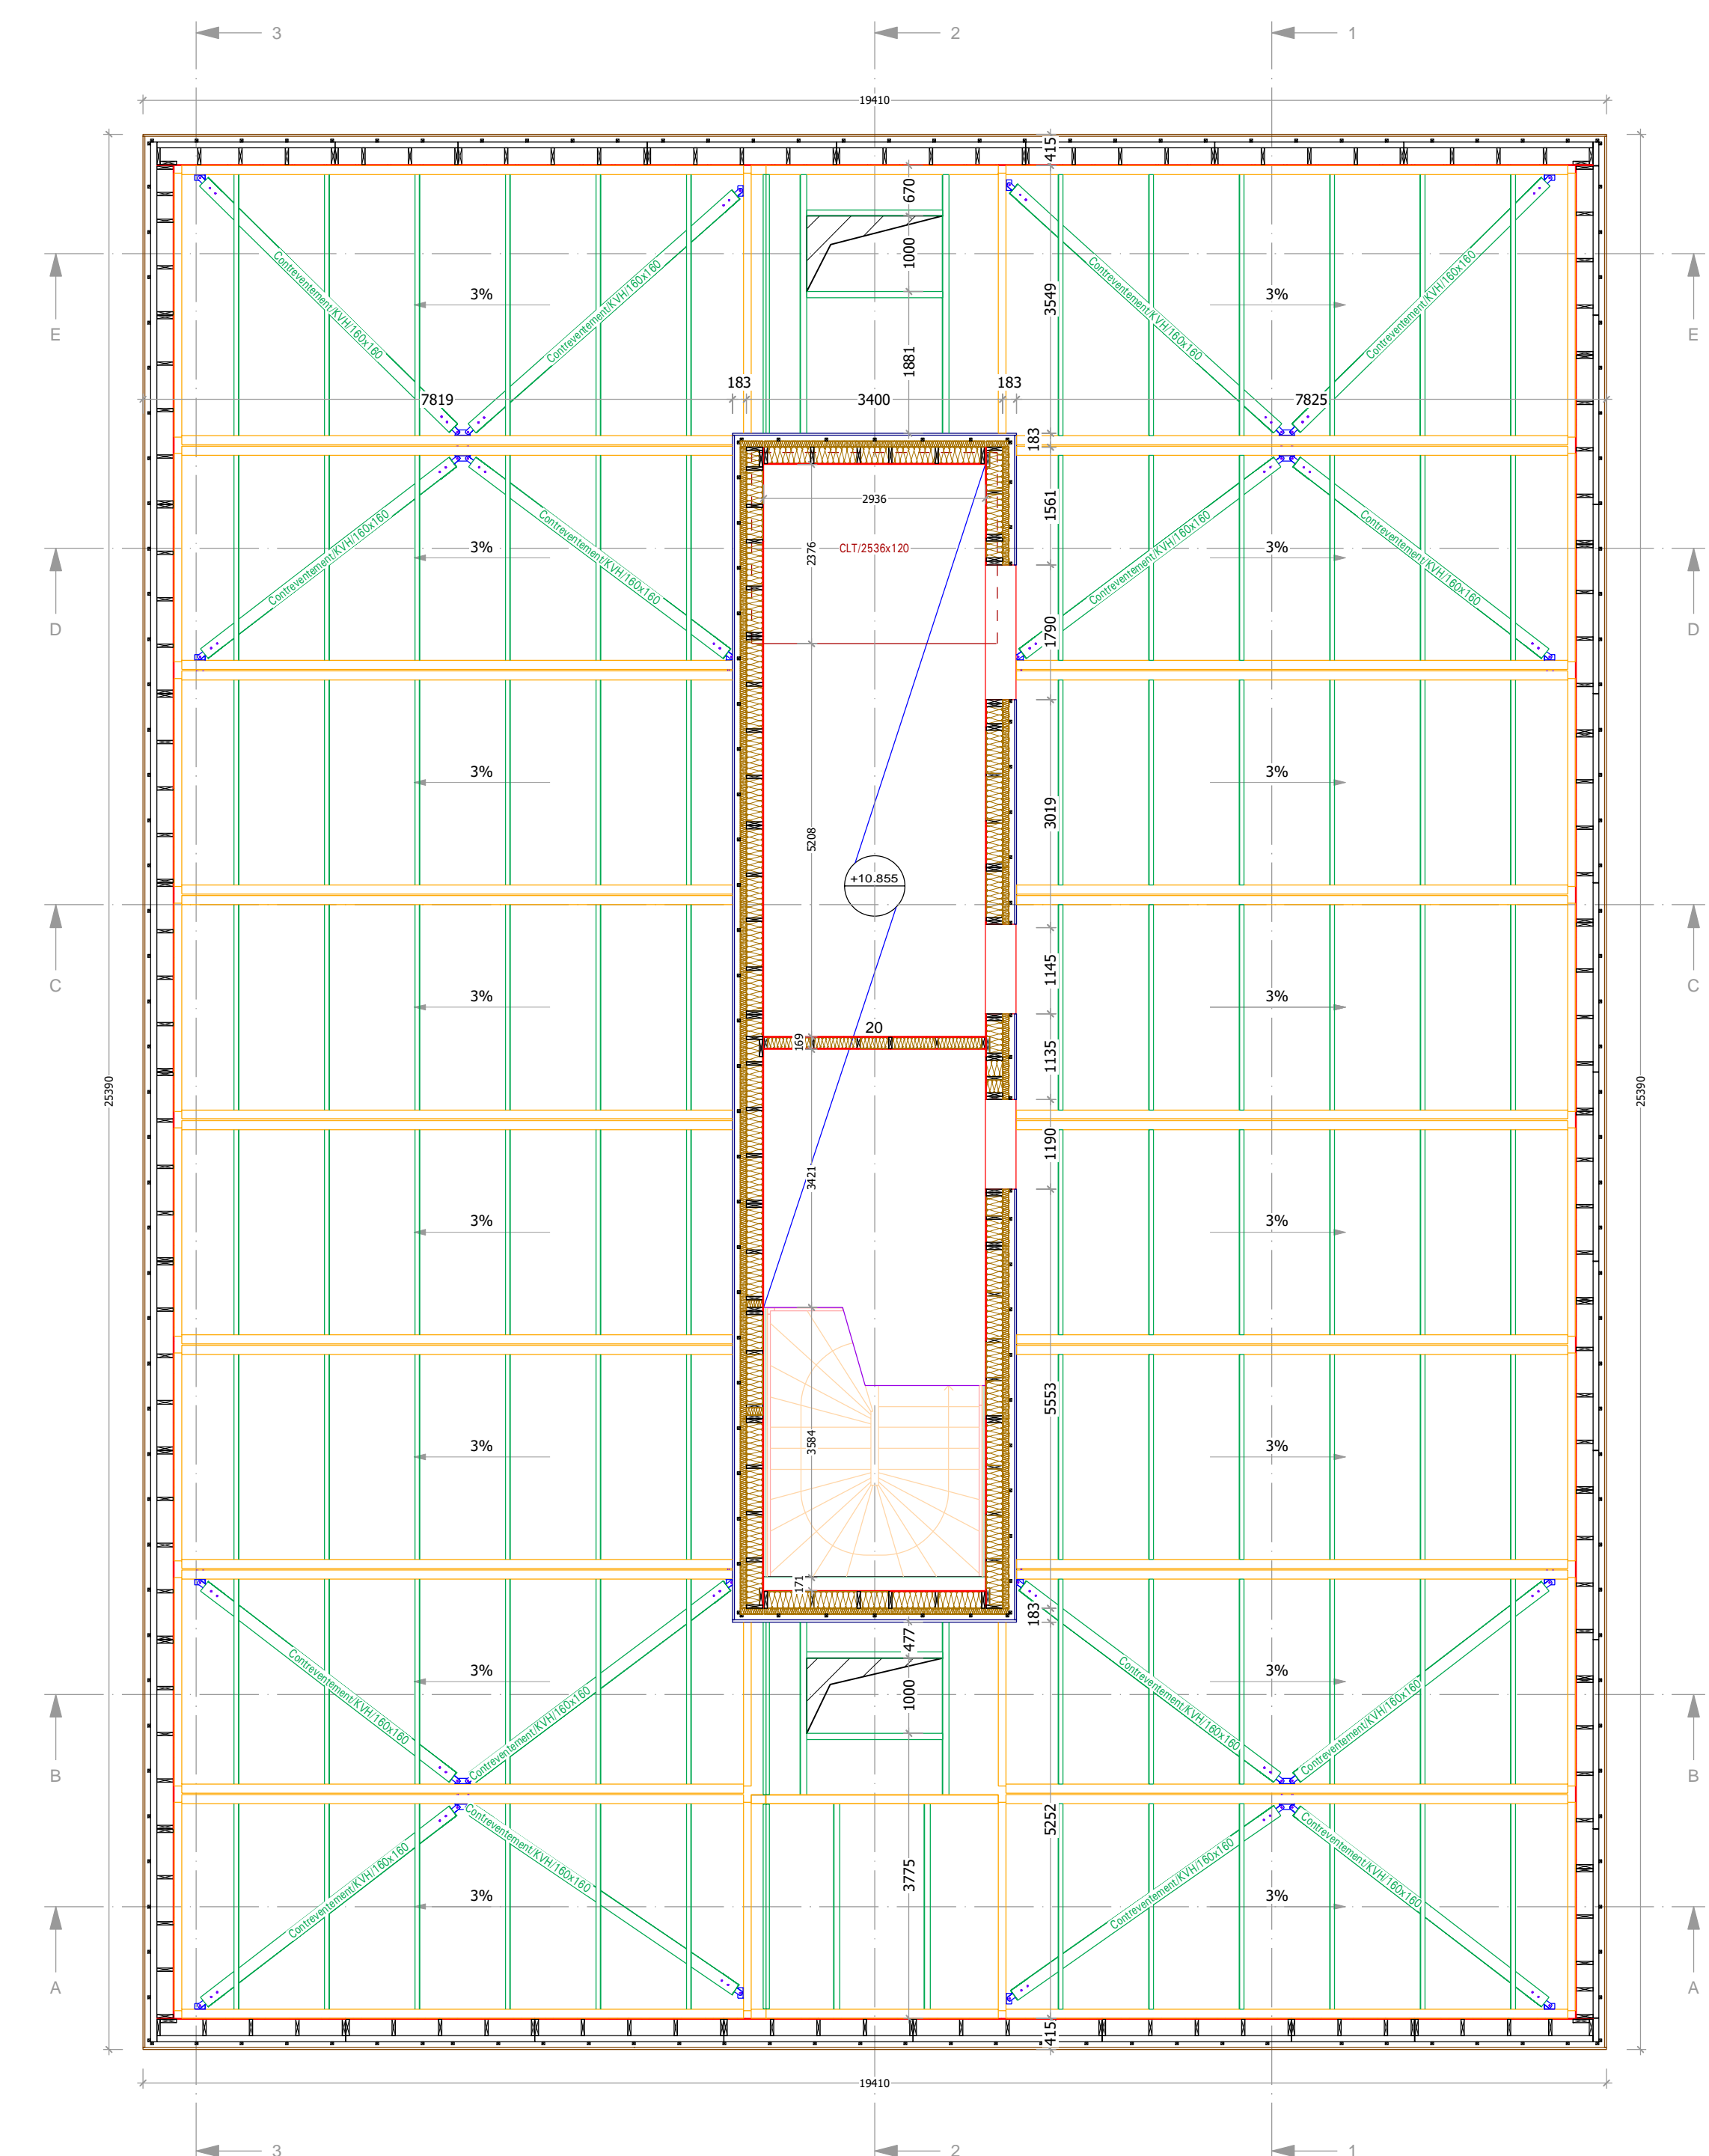 3
2
1
19410
415
670
Contreventement/KVH/160x160
Contreventement/KVH/160x160
Contreventement/KVH/160x160
Contreventement/KVH/160x160
1000
3%
3%
3549
E
E
1881
183
183
7819
3400
7825
183
2936
1561
Contreventement/KVH/160x160
Contreventement/KVH/160x160
Contreventement/KVH/160x160
Contreventement/KVH/160x160
3%
2376
CLT/2536x120
3%
D
D
1790
3%
3%
5208
3019
+10.855
C
C
1145
3%
3%
20
169
1135
25390
25390
1190
3421
3%
3%
5553
3584
3%
3%
171
183
477
Contreventement/KVH/160x160
Contreventement/KVH/160x160
Contreventement/KVH/160x160
Contreventement/KVH/160x160
3%
3%
1000
B
B
Contreventement/KVH/160x160
Contreventement/KVH/160x160
Contreventement/KVH/160x160
Contreventement/KVH/160x160
5252
3775
3%
3%
A
A
415
19410
3
2
1